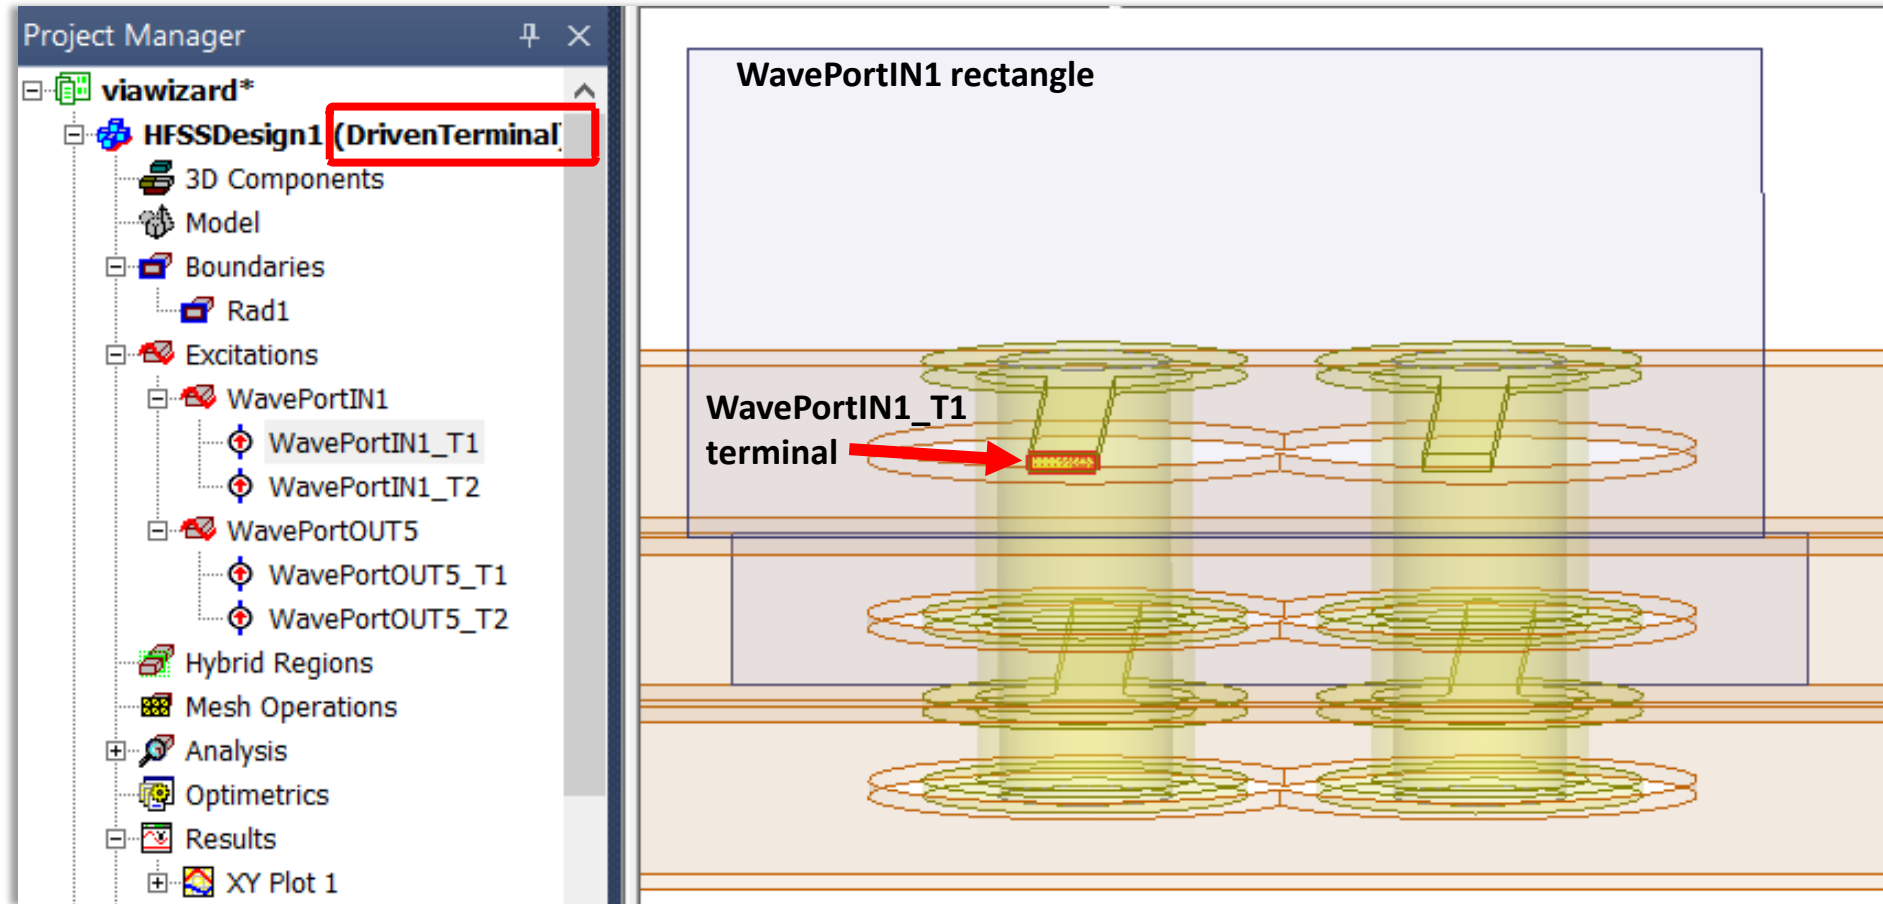 Project Manager
viawizard*
HFSSDesign1 (DrivenTerminal)
3D Components
Model
Boundaries
Rad1
Excitations
WavePortIN1
WavePortIN1_T1
WavePortIN1_T2
WavePortOUT5
WavePortOUT5_T1
WavePortOUT5_T2
Hybrid Regions
Mesh Operations
Analysis
Optimetrics
Results
XY Plot 1
WavePortIN1 rectangle
WavePortIN1_T1
terminal